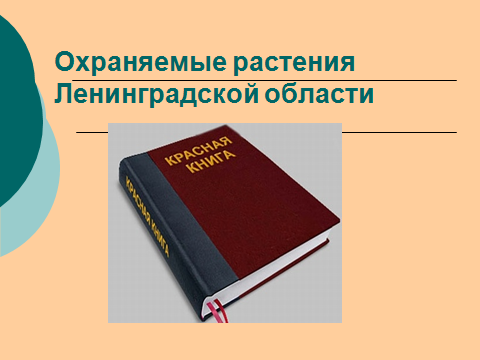 Охраняемые растения
Ленинградской области
КРАСНАЯ
КНИГА
КРАСНАЯ КНИГА